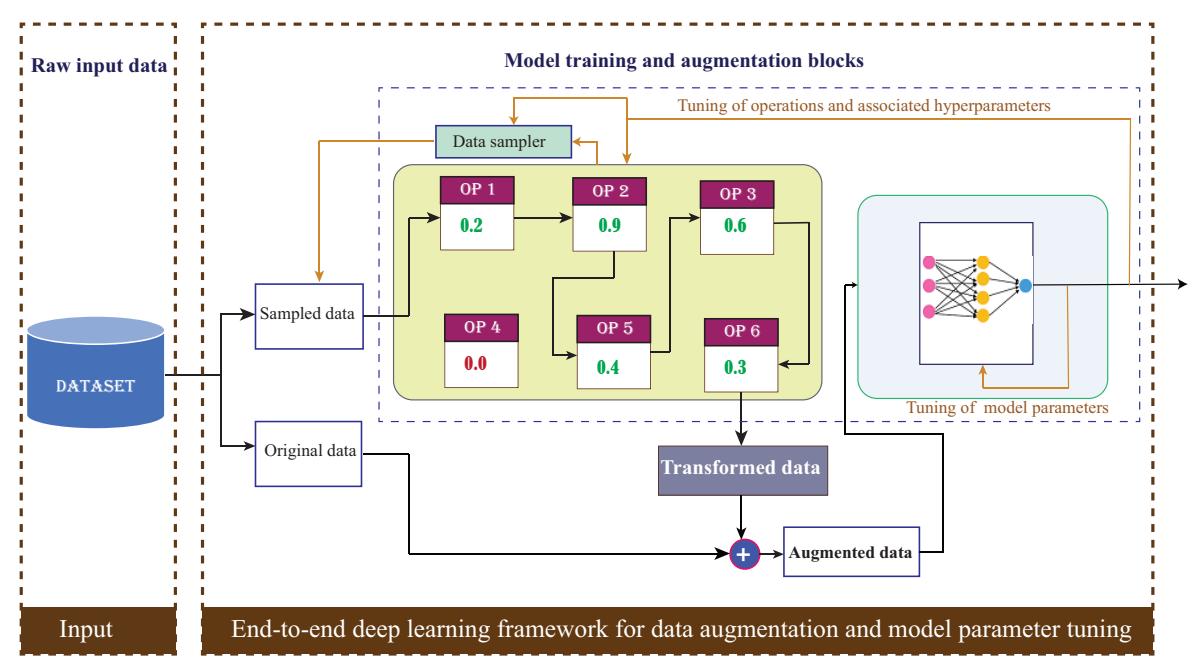 Raw input data
Model training and augmentation blocks
Tuning of operations and associated hyperparameters
Data sampler
OP 1
0.2
OP 2
0.9
OP 3
0.6
Sampled data
OP 4
0.0
OP 5
0.4
OP 6
0.3
DATASET
Tuning of model parameters
Original data
Transformed data
+
Augmented data
Input
End-to-end deep learning framework for data augmentation and model parameter tuning